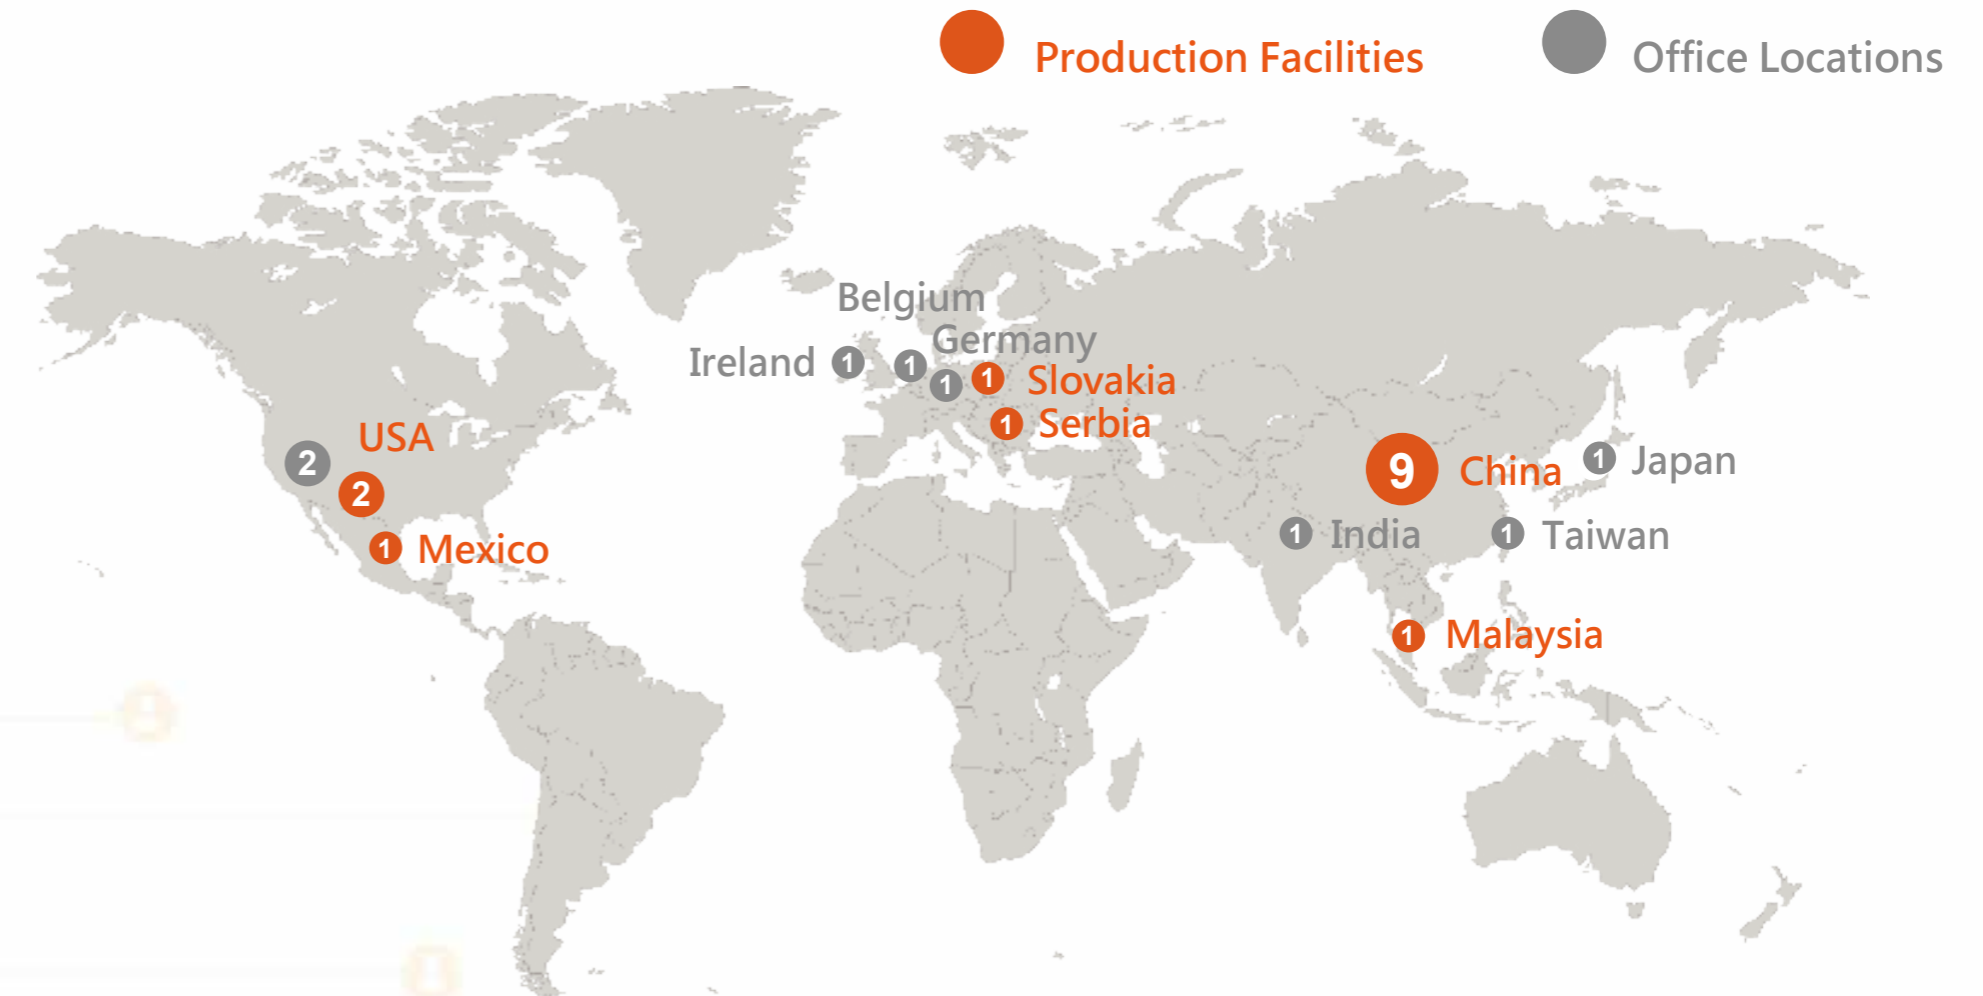 Production Facilities
Office Locations
Belgium
Germany
Ireland 1
1
1
1 Slovakia
1 Serbia
USA
2
2
1 Mexico
9 China
1 Japan
1 India
1 Taiwan
1 Malaysia